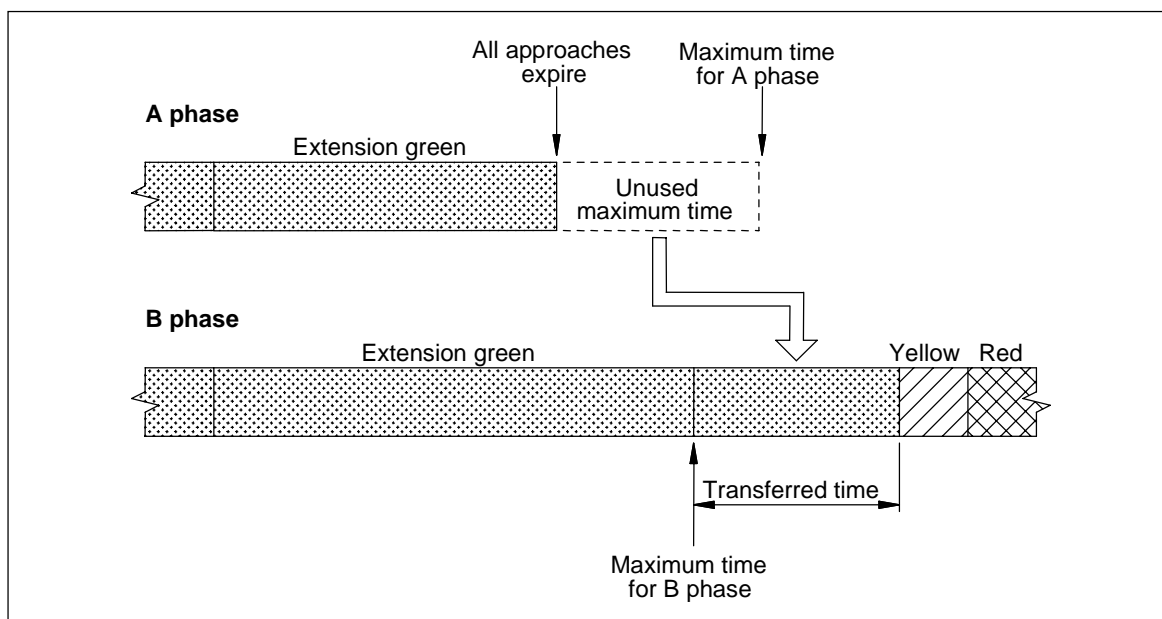 All approaches
expire
Maximum time
for A phase
A phase
Extension green
Unused
maximum time
B phase
Extension green
Yellow
Red
Transferred time
Maximum time
for B phase